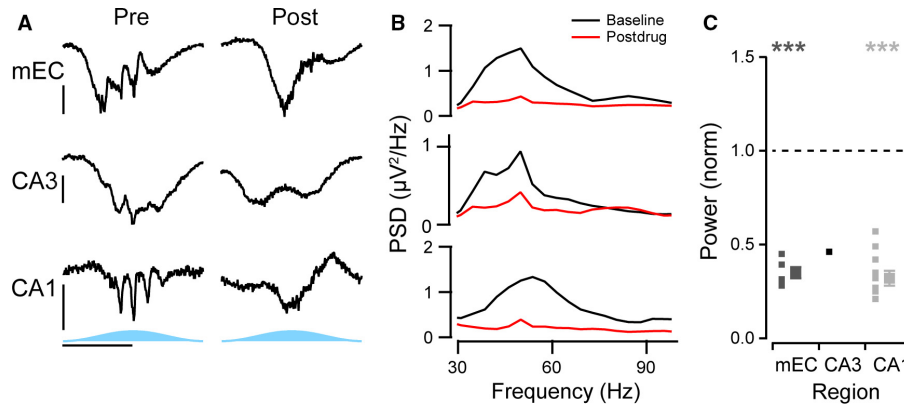 A
Pre
Post
mEC
CA3
CA1
B
Baseline
Postdrug
2
1
0
1
0
2
1
0
PSD (µV²/Hz)
30
60
90
Frequency (Hz)
C
***
***
1.5
1.0
0.5
0.0
Power (norm)
mEC CA3 CA1
Region